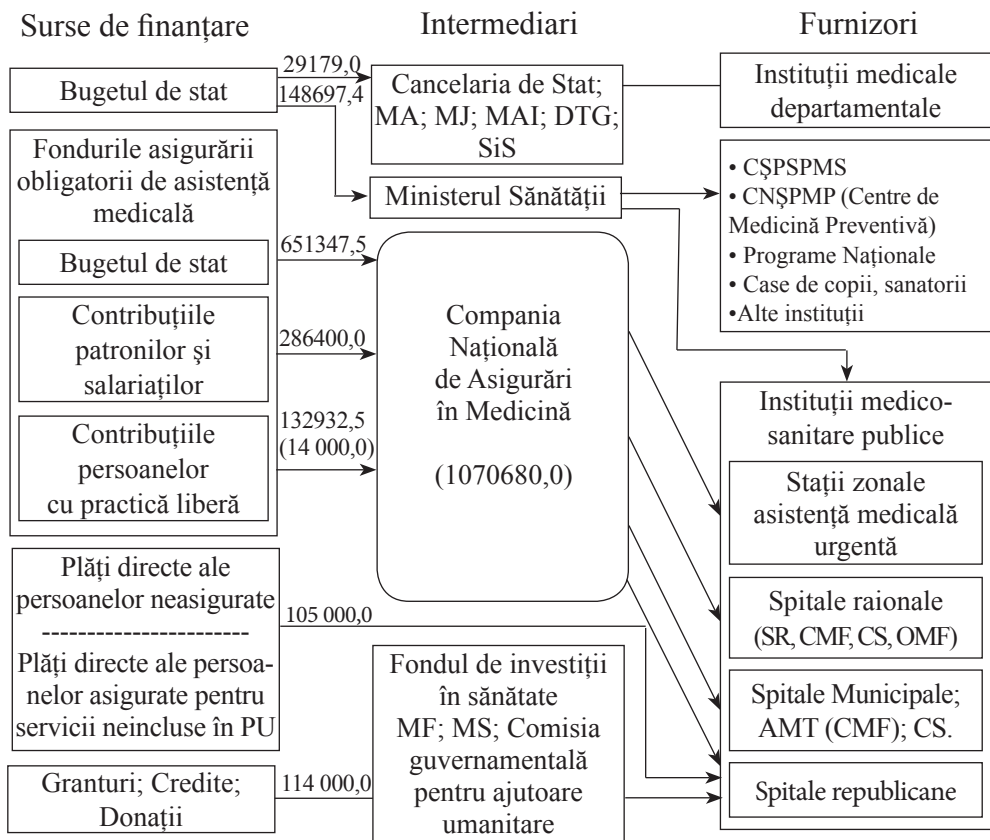 Surse de finanțare
Intermediari
Furnizori
Bugetul de stat
29179,0
148697,4
Cancelaria de Stat;
MA; MJ; MAI; DTG;
SiS
Instituții medicale
departamentale
Fondurile asigurării
obligatorii de asistență
medicală
Ministerul Sănătății
• CŞPSPMS
• CNŞPMP (Centre de
Medicină Preventivă)
• Programe Naționale
• Case de copii, sanatorii
•Alte instituții
Bugetul de stat
651347,5
Contribuțiile
patronilor şi
salariaților
286400,0
Contribuțiile
persoanelor
cu practică liberă
132932,5
(14 000,0)
Compania
Națională
de Asigurări
în Medicină
(1070680,0)
Instituții medico-
sanitare publice
Stații zonale
asistență medicală
urgentă
Spitale raionale
(SR, CMF, CS, OMF)
Spitale Municipale;
AMT (CMF); CS.
Spitale republicane
Plăți directe ale
persoanelor neasigurate
-----------------------
Plăți directe ale persoa-
nelor asigurate pentru
servicii neincluse în PU
105 000,0
Fondul de investiții
în sănătate
MF; MS; Comisia
guvernamentală
pentru ajutoare
umanitare
Granturi; Credite;
Donații
114 000,0